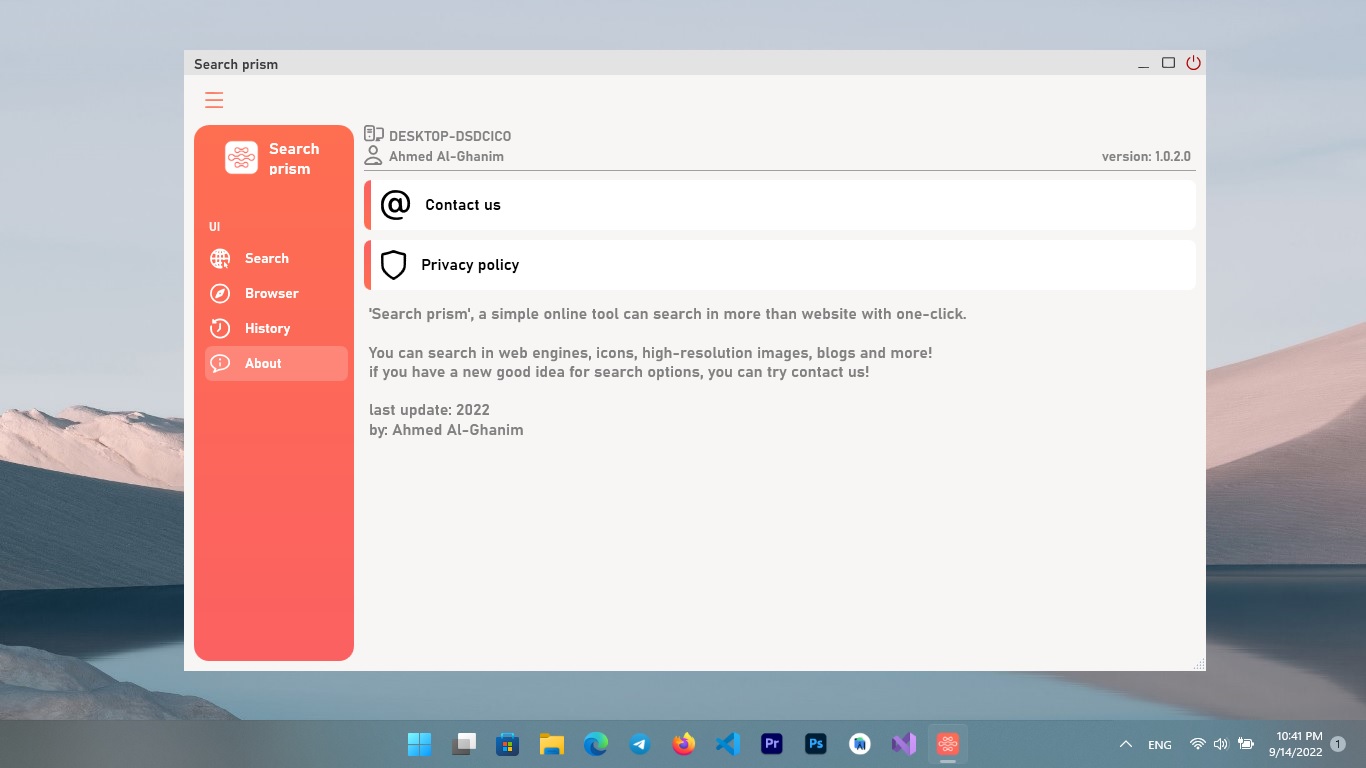 Search prism
Search
prism
UI
Search
Browser
History
About
DESKTOP-DSDCICO
Ahmed Al-Ghanim
version: 1.0.2.0
@ Contact us
Privacy policy
'Search prism', a simple online tool can search in more than website with one-click.
You can search in web engines, icons, high-resolution images, blogs and more!
if you have a new good idea for search options, you can try contact us!
last update: 2022
by: Ahmed Al-Ghanim
Pr
Ps
ENG
10:41 PM
9/14/2022
1